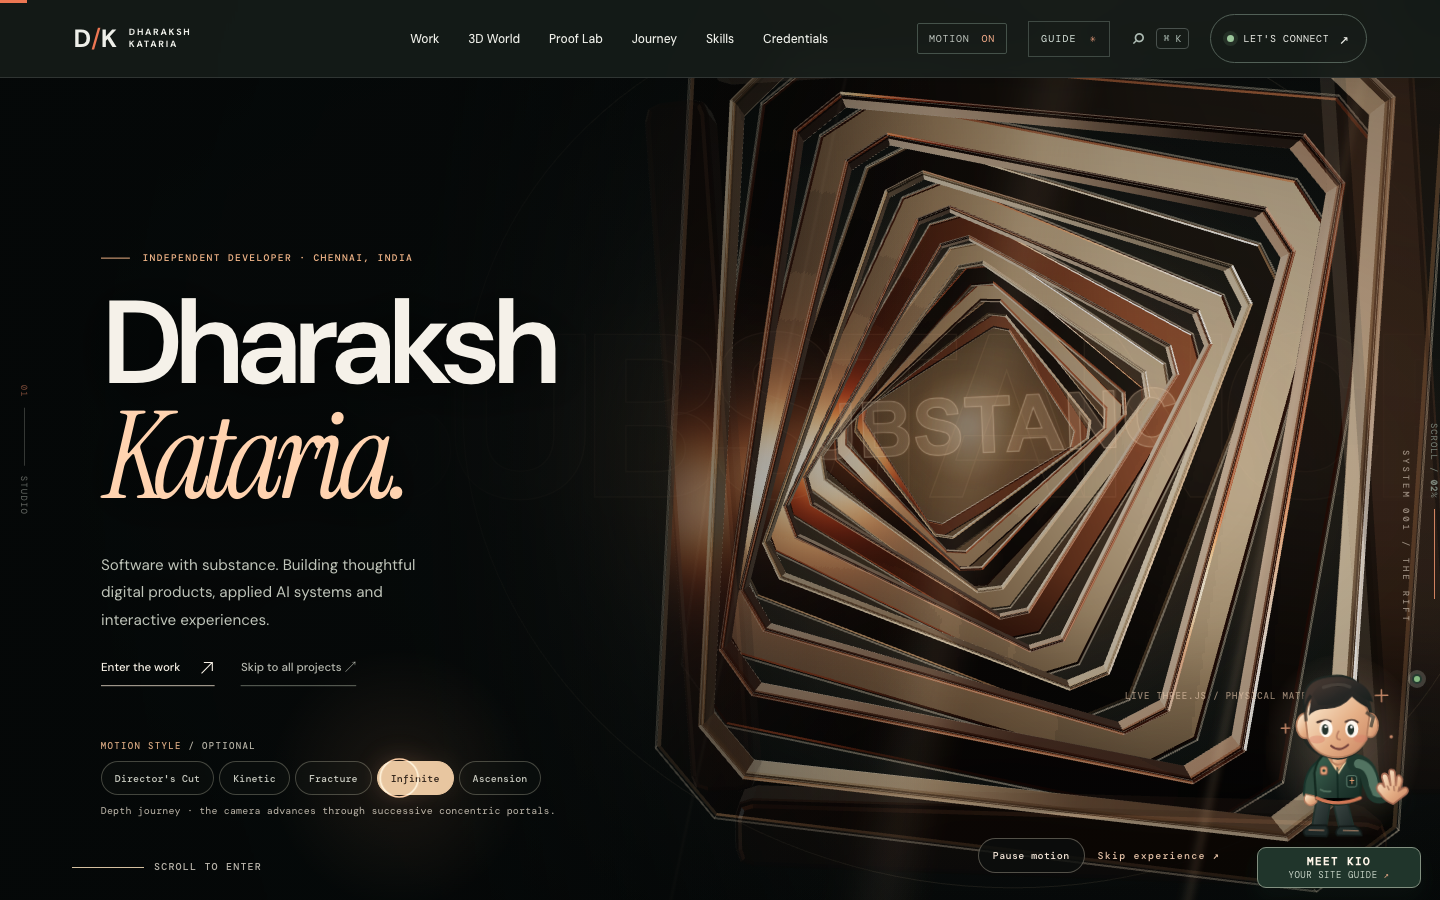 D/K
DHARAKSH
KATARIA
Work
3D World
Proof Lab
Journey
Skills
Credentials
MOTION ON
GUIDE ✳
⌘ K
LET'S CONNECT ↗
INDEPENDENT DEVELOPER · CHENNAI, INDIA
Dharaksh
Kataria.
Software with substance. Building thoughtful
digital products, applied AI systems and
interactive experiences.
Enter the work
Skip to all projects ↗
MOTION STYLE / OPTIONAL
Director's Cut
Kinetic
Fracture
Infinite
Ascension
Depth journey · the camera advances through successive concentric portals.
SCROLL TO ENTER
01
STUDIO
SCROLL / 02%
SYSTEM 001 / THE RIFT
LIVE THREE.JS / PHYSICAL
Pause motion
Skip experience ↗
MEET KIO
YOUR SITE GUIDE ↗